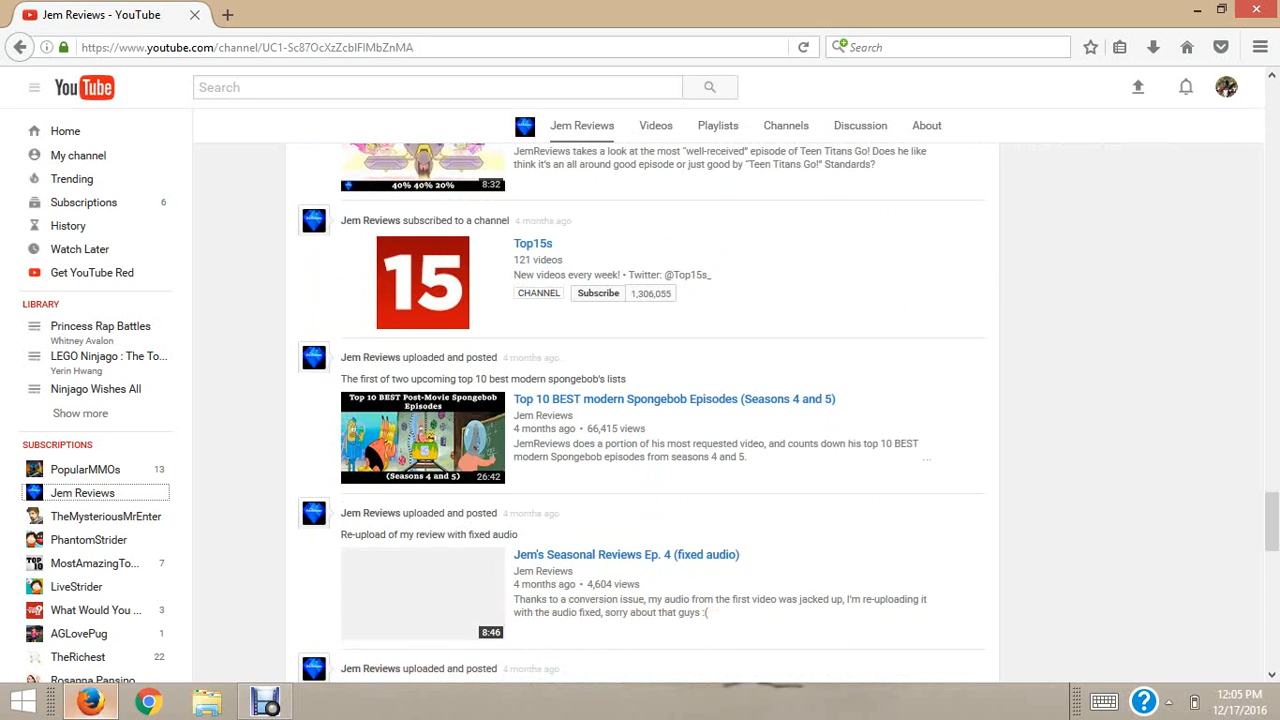 Jem Reviews - YouTube
https://www.youtube.com/channel/UC1-Sc87OcXzZcbIFlMbZnMA
Search
YouTube
Search
Jem Reviews Videos Playlists Channels Discussion About
Home
My channel
Trending
Subscriptions 6
History
Watch Later
Get YouTube Red
LIBRARY
Princess Rap Battles
Whitney Avalon
LEGO Ninjago : The To...
Yerin Hwang
Ninjago Wishes All
Show more
SUBSCRIPTIONS
PopularMMOs 13
Jem Reviews
TheMysteriousMrEnter
PhantomStrider
MostAmazingTo... 7
LiveStrider
What Would You ... 3
AGLovePug 1
TheRichest 22
Rosanna Pansino
JemReviews takes a look at the most "well-received" episode of Teen Titans Go! Does he like
think it's an all around good episode or just good by "Teen Titans Go!" Standards?
40% 40% 20% 8:32
Jem Reviews subscribed to a channel 4 months ago
15
Top15s
121 videos
New videos every week! • Twitter: @Top15s_
CHANNEL Subscribe 1,306,055
Jem Reviews uploaded and posted 4 months ago
The first of two upcoming top 10 best modern spongebob's lists
Top 10 BEST Post-Movie Spongebob
Episodes
(Seasons 4 and 5) 26:42
Top 10 BEST modern Spongebob Episodes (Seasons 4 and 5)
Jem Reviews
4 months ago • 66,415 views
JemReviews does a portion of his most requested video, and counts down his top 10 BEST
modern Spongebob episodes from seasons 4 and 5. ...
Jem Reviews uploaded and posted 4 months ago
Re-upload of my review with fixed audio
8:46
Jem's Seasonal Reviews Ep. 4 (fixed audio)
Jem Reviews
4 months ago • 4,604 views
Thanks to a conversion issue, my audio from the first video was jacked up, I'm re-uploading it
with the audio fixed, sorry about that guys :(
Jem Reviews uploaded and posted 4 months ago
12:05 PM
12/17/2016